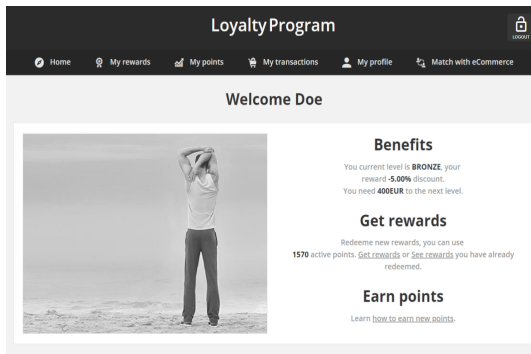 Loyalty Program
LOGOUT
Home My rewards My points My transactions My profile Match with eCommerce
Welcome Doe
Benefits
You current level is BRONZE, your
reward -5.00% discount.
You need 400EUR to the next level.
Get rewards
Redeeme new rewards, you can use
1570 active points. Get rewards or See rewards you have already
redeemed.
Earn points
Learn how to earn new points.